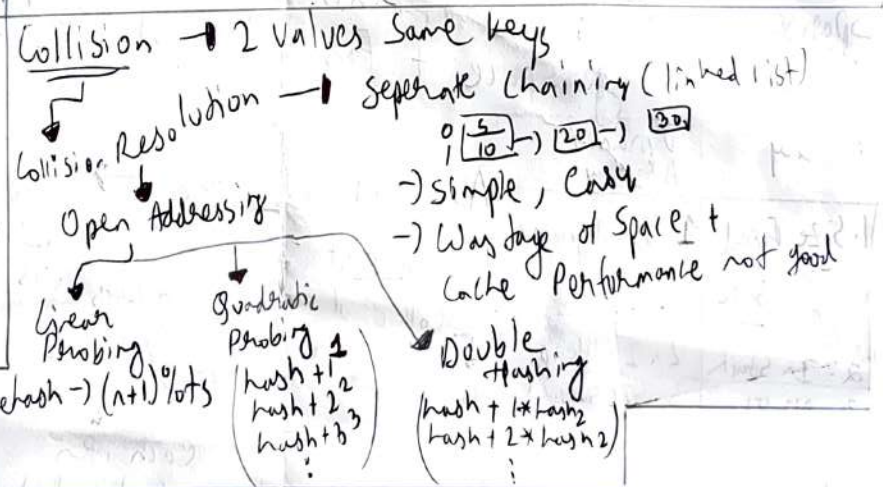 Collision → 2 values Same keys
Collision Resolution → Seperate Chaining (linked list)
0 5
1 10 → 20 → 30
→ Simple, Easy
→ Wastage of Space +
Cache Performance not good
Open Addressing
Linear
Probing
rehash → (n+1)%ts
Quadratic
Probing
hash + 1^1
hash + 2^2
hash + 3^3
⋮
Double
Hashing
hash + 1*hash2
hash + 2*hash2
⋮